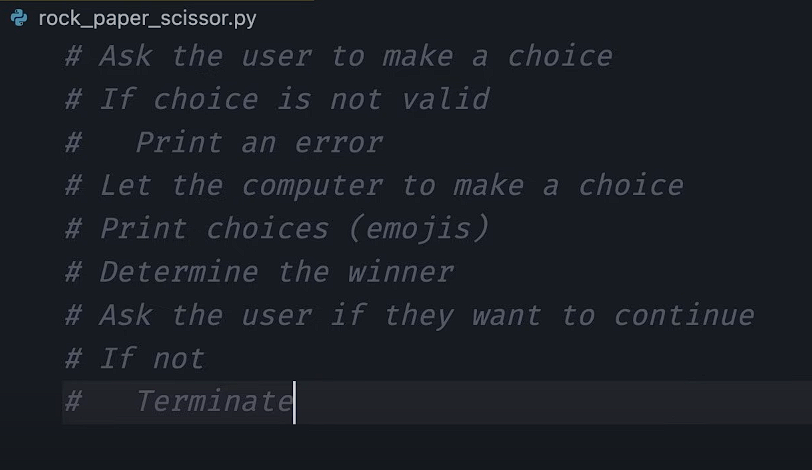 rock_paper_scissor.py
# Ask the user to make a choice
# If choice is not valid
#   Print an error
# Let the computer to make a choice
# Print choices (emojis)
# Determine the winner
# Ask the user if they want to continue
# If not
#   Terminate